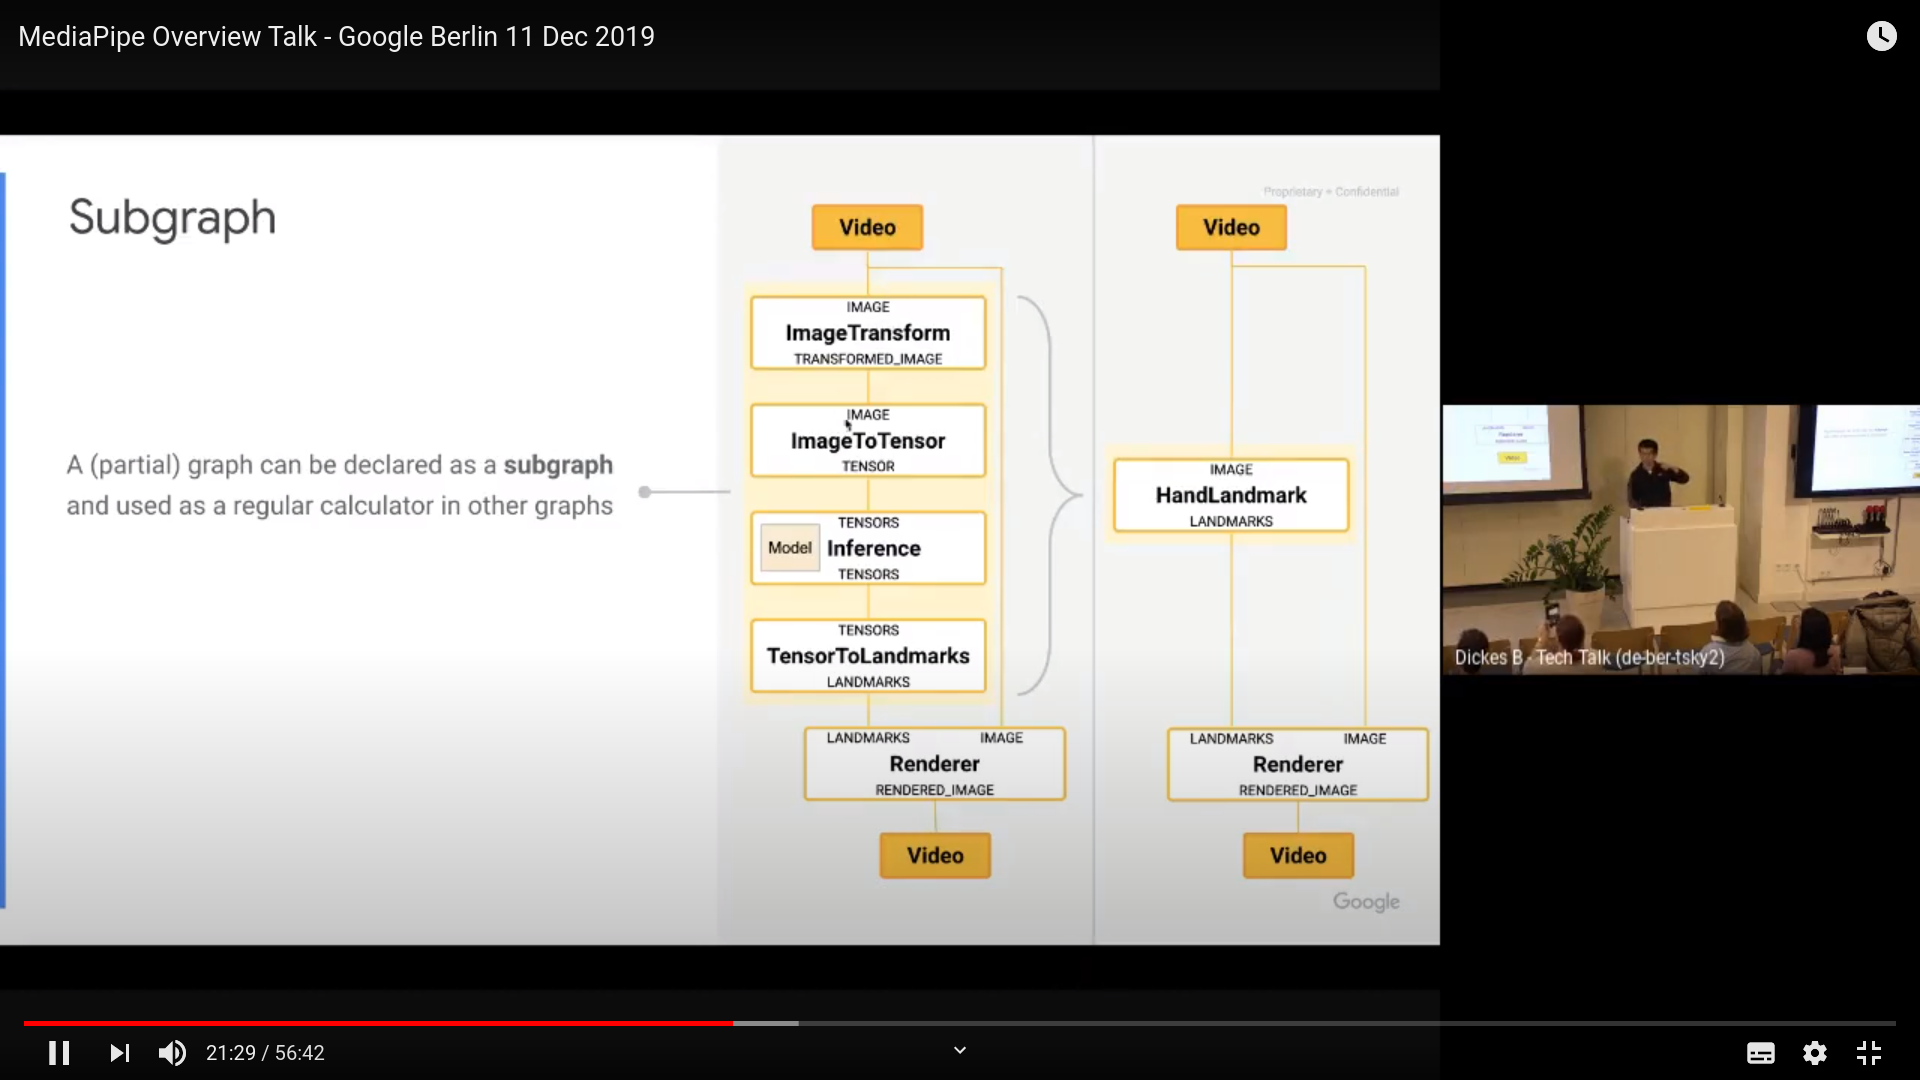 MediaPipe Overview Talk - Google Berlin 11 Dec 2019
Proprietary + Confidential
Subgraph
A (partial) graph can be declared as a subgraph
and used as a regular calculator in other graphs
Video
IMAGE
ImageTransform
TRANSFORMED_IMAGE
IMAGE
ImageToTensor
TENSOR
TENSORS
Model Inference
TENSORS
TENSORS
TensorToLandmarks
LANDMARKS
LANDMARKS IMAGE
Renderer
RENDERED_IMAGE
Video
Video
IMAGE
HandLandmark
LANDMARKS
LANDMARKS IMAGE
Renderer
RENDERED_IMAGE
Video
Google
Dickes B - Tech Talk (de-ber-tsky2)
21:29 / 56:42